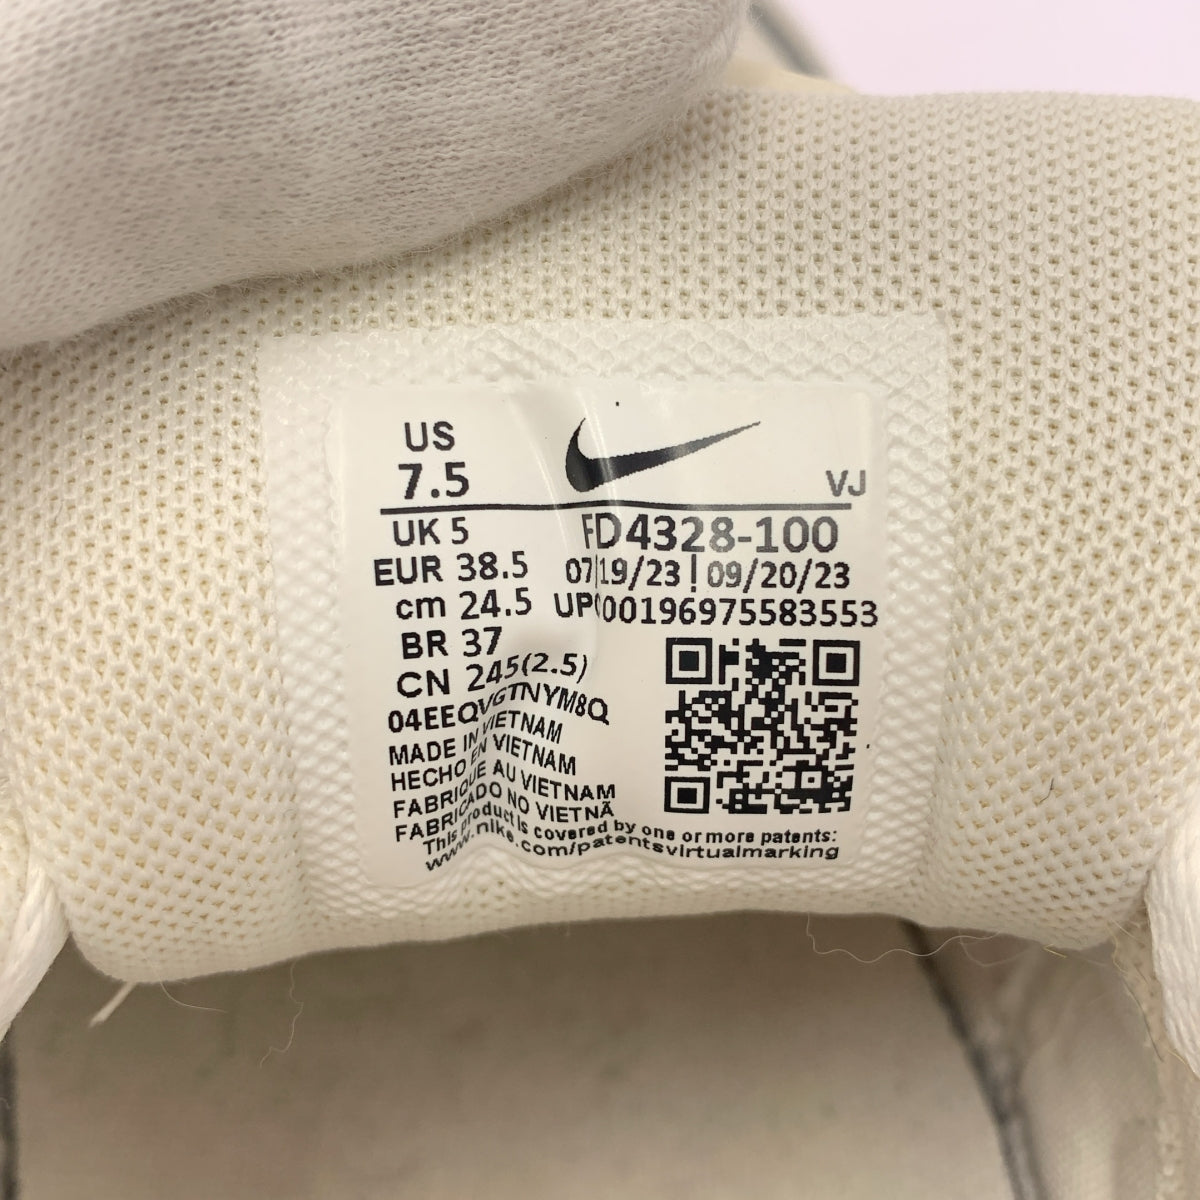 US
7.5
VJ
UK 5
FD4328-100
EUR 38.5
07/19/23 | 09/20/23
cm 24.5
UPC00196975583553
BR 37
CN 245(2.5)
04EEQVGTNYM8Q
MADE IN VIETNAM
HECHO EN VIETNAM
FABRIQUE AU VIETNAM
FABRICADO NO VIETNÃ
This product is covered by one or more patents:
www.nike.com/patentsvirtualmarking